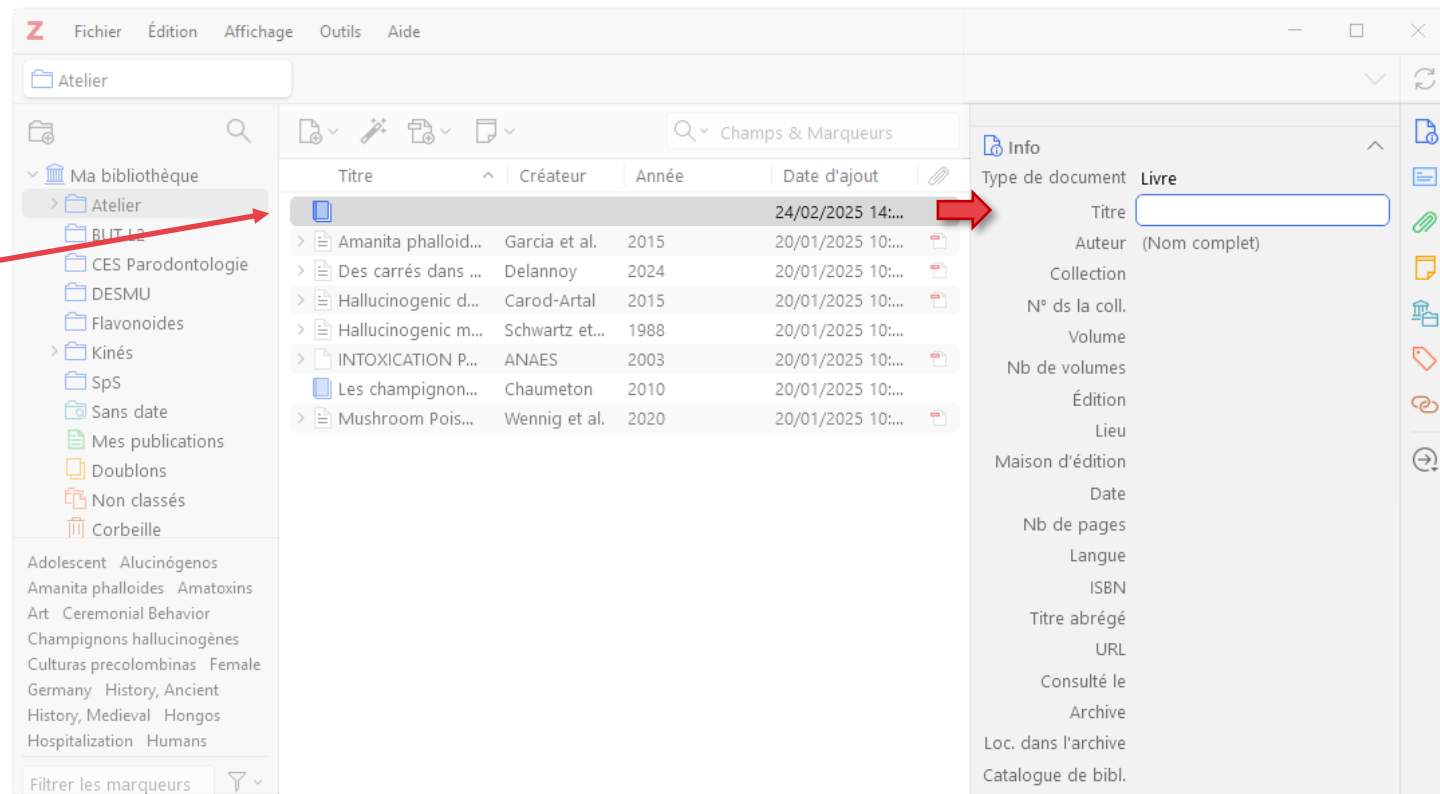 Z Fichier Édition Affichage Outils Aide
Atelier
Champs & Marqueurs
Ma bibliothèque
Atelier
BUT L2
CES Parodontologie
DESMU
Flavonoides
Kinés
SpS
Sans date
Mes publications
Doublons
Non classés
Corbeille
Adolescent Alucinógenos
Amanita phalloides Amatoxins
Art Ceremonial Behavior
Champignons hallucinogènes
Culturas precolombinas Female
Germany History, Ancient
History, Medieval Hongos
Hospitalization Humans
Filtrer les marqueurs
Titre Créateur Année Date d'ajout
24/02/2025 14:...
Amanita phalloid... Garcia et al. 2015 20/01/2025 10:...
Des carrés dans ... Delannoy 2024 20/01/2025 10:...
Hallucinogenic d... Carod-Artal 2015 20/01/2025 10:...
Hallucinogenic m... Schwartz et... 1988 20/01/2025 10:...
INTOXICATION P... ANAES 2003 20/01/2025 10:...
Les champignon... Chaumeton 2010 20/01/2025 10:...
Mushroom Pois... Wennig et al. 2020 20/01/2025 10:...
Info
Type de document Livre
Titre
Auteur (Nom complet)
Collection
N° ds la coll.
Volume
Nb de volumes
Édition
Lieu
Maison d'édition
Date
Nb de pages
Langue
ISBN
Titre abrégé
URL
Consulté le
Archive
Loc. dans l'archive
Catalogue de bibl.